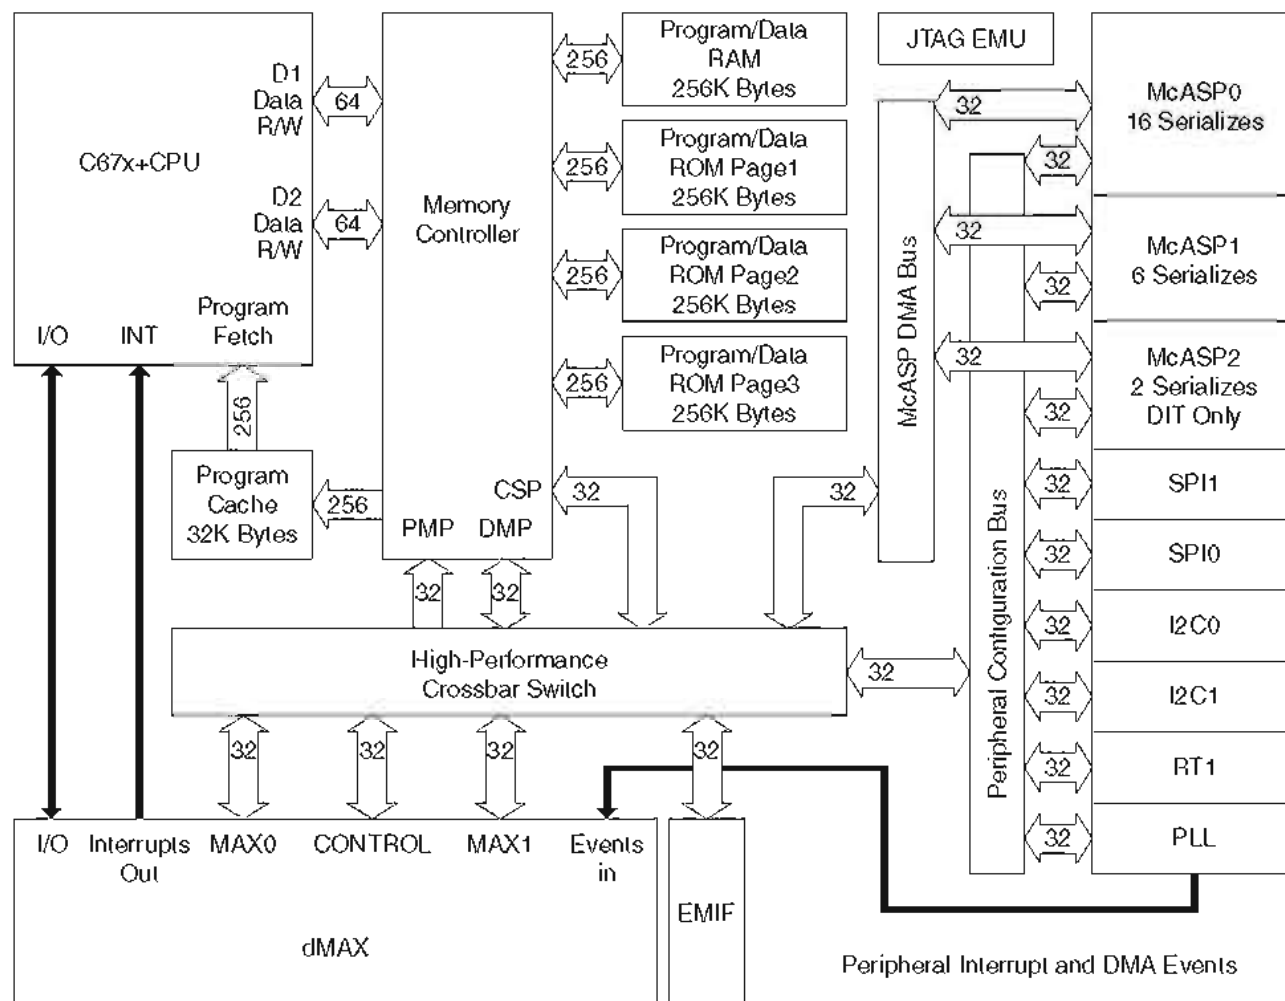 C67x+CPU
D1
Data
R/W
D2
Data
R/W
I/O
INT
Program
Fetch
64
64
256
Program
Cache
32K Bytes
256
Memory
Controller
CSP
PMP
DMP
256
256
256
256
Program/Data
RAM
256K Bytes
Program/Data
ROM Page1
256K Bytes
Program/Data
ROM Page2
256K Bytes
Program/Data
ROM Page3
256K Bytes
JTAG EMU
McASP DMA Bus
Peripheral Configuration Bus
32
32
32
32
32
32
32
32
32
32
32
32
McASP0
16 Serializes
McASP1
6 Serializes
McASP2
2 Serializes
DIT Only
SPI1
SPI0
I2C0
I2C1
RT1
PLL
32
32
32
32
32
High-Performance
Crossbar Switch
32
32
32
32
I/O
Interrupts
Out
MAX0
CONTROL
MAX1
Events
in
dMAX
EMIF
Peripheral Interrupt and DMA Events